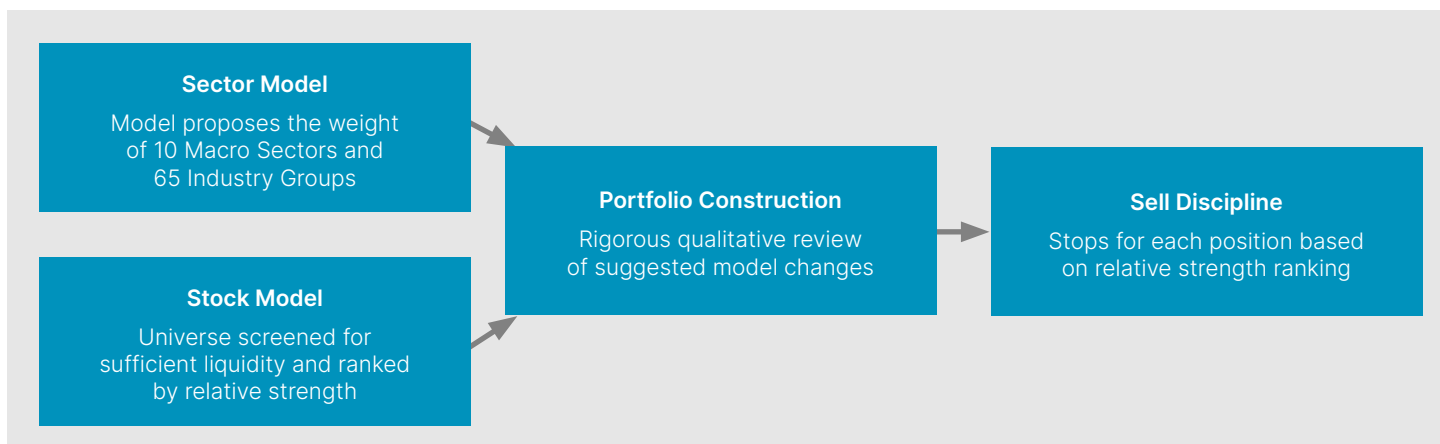 Sector Model
Model proposes the weight
of 10 Macro Sectors and
65 Industry Groups
Stock Model
Universe screened for
sufficient liquidity and ranked
by relative strength
Portfolio Construction
Rigorous qualitative review
of suggested model changes
Sell Discipline
Stops for each position based
on relative strength ranking